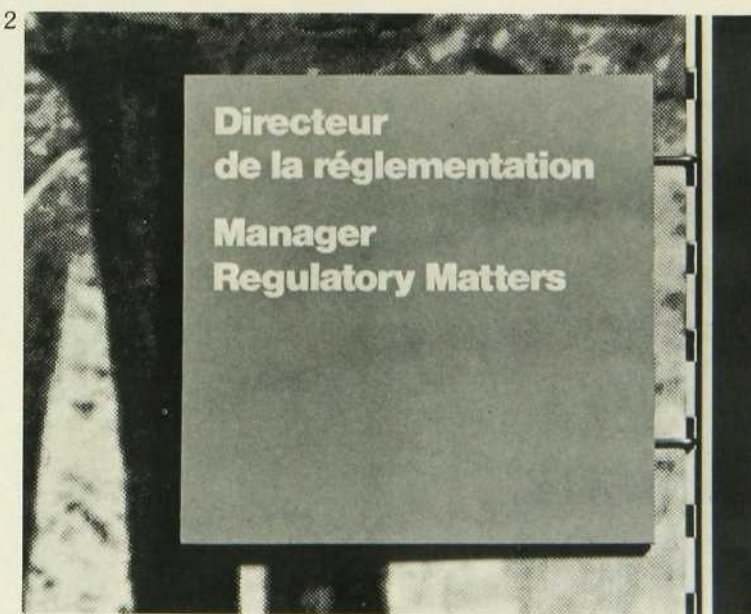 2
Directeur
de la réglementation
Manager
Regulatory Matters